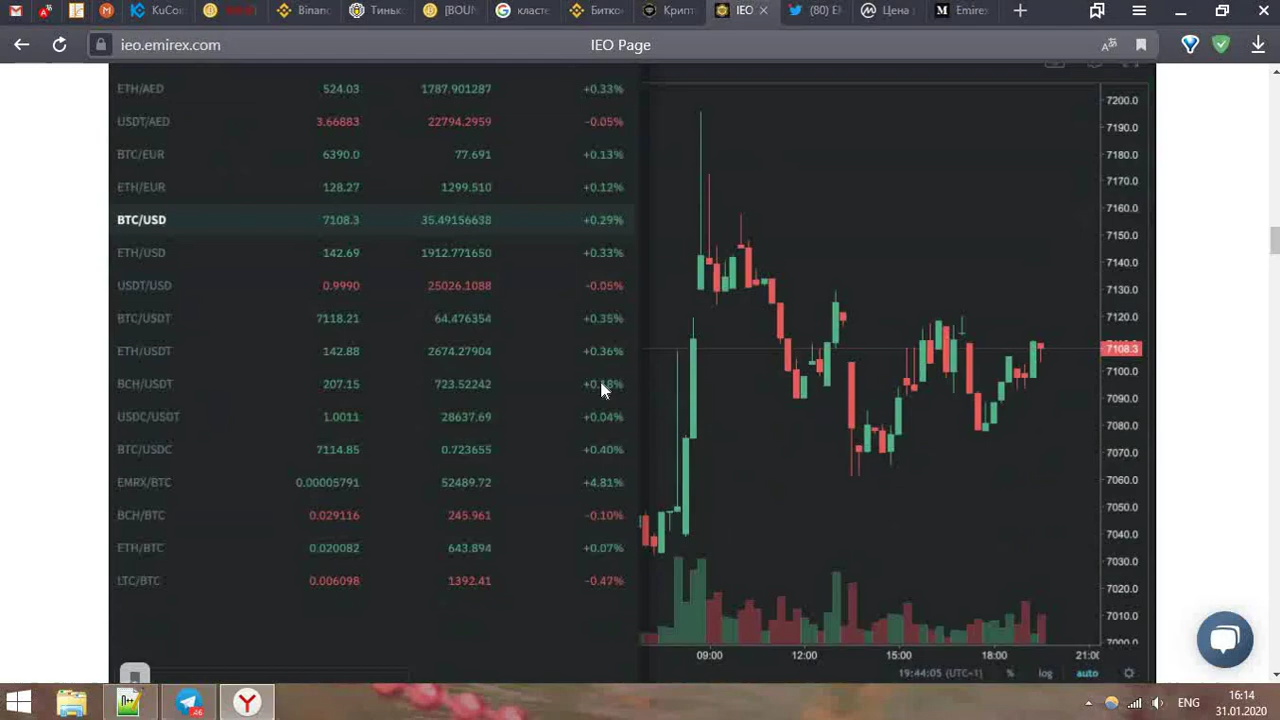 KuCo
Binanc
Тинько
[BOUN
класпе
Битко
Крипт
IEO
(80) E
Цена
Emirex
ieo.emirex.com
IEO Page
ETH/AED 524.03 1787.901287 +0.33%
USDT/AED 3.66883 22794.2959 -0.05%
BTC/EUR 6390.0 77.691 +0.13%
ETH/EUR 128.27 1299.510 +0.12%
BTC/USD 7108.3 35.49156638 +0.29%
ETH/USD 142.69 1912.771650 +0.33%
USDT/USD 0.9990 25026.1088 -0.05%
BTC/USDT 7118.21 64.476354 +0.35%
ETH/USDT 142.88 2674.27904 +0.36%
BCH/USDT 207.15 723.52242
USDC/USDT 1.0011 28637.69 +0.04%
BTC/USDC 7114.85 0.723655 +0.40%
EMRX/BTC 0.00005791 52489.72 +4.81%
BCH/BTC 0.029116 245.961 -0.10%
ETH/BTC 0.020082 643.894 +0.07%
LTC/BTC 0.006098 1392.41 -0.47%
7200.0
7190.0
7180.0
7170.0
7160.0
7150.0
7140.0
7130.0
7120.0
7108.3
7100.0
7090.0
7080.0
7070.0
7060.0
7050.0
7040.0
7030.0
7020.0
7010.0
7000.0
09:00 12:00 15:00 18:00 21:00
19:44:05 (UTC-1) % log auto
ENG
16:14
31.01.2020